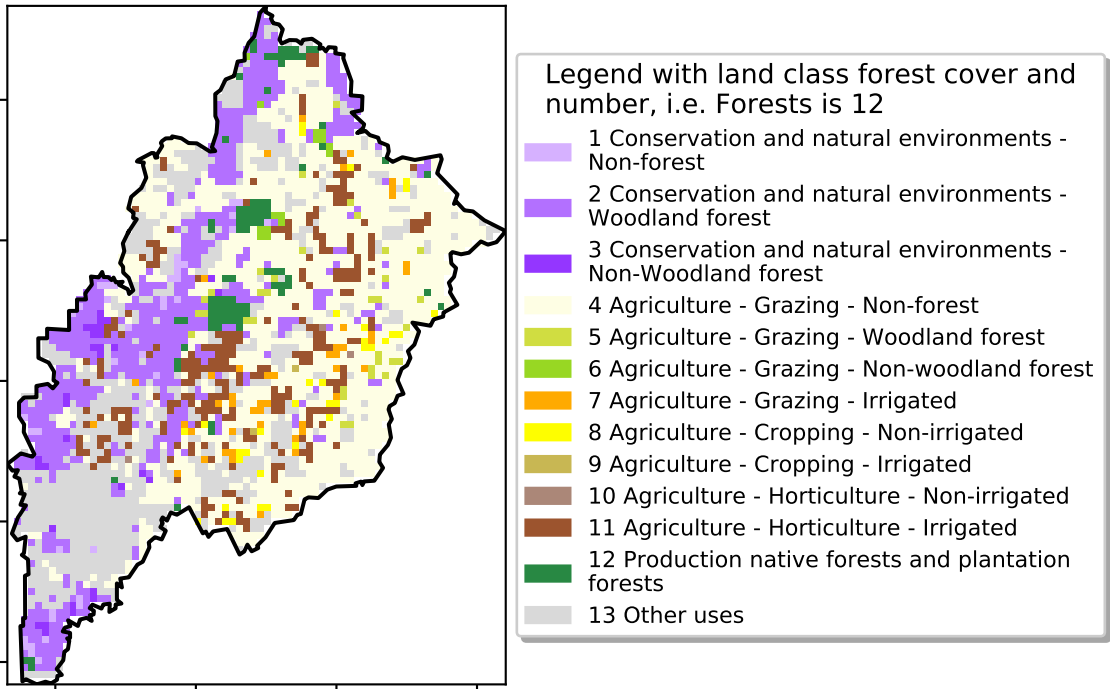 Legend with land class forest cover and
number, i.e. Forests is 12
1 Conservation and natural environments -
Non-forest
2 Conservation and natural environments -
Woodland forest
3 Conservation and natural environments -
Non-Woodland forest
4 Agriculture - Grazing - Non-forest
5 Agriculture - Grazing - Woodland forest
6 Agriculture - Grazing - Non-woodland forest
7 Agriculture - Grazing - Irrigated
8 Agriculture - Cropping - Non-irrigated
9 Agriculture - Cropping - Irrigated
10 Agriculture - Horticulture - Non-irrigated
11 Agriculture - Horticulture - Irrigated
12 Production native forests and plantation
forests
13 Other uses